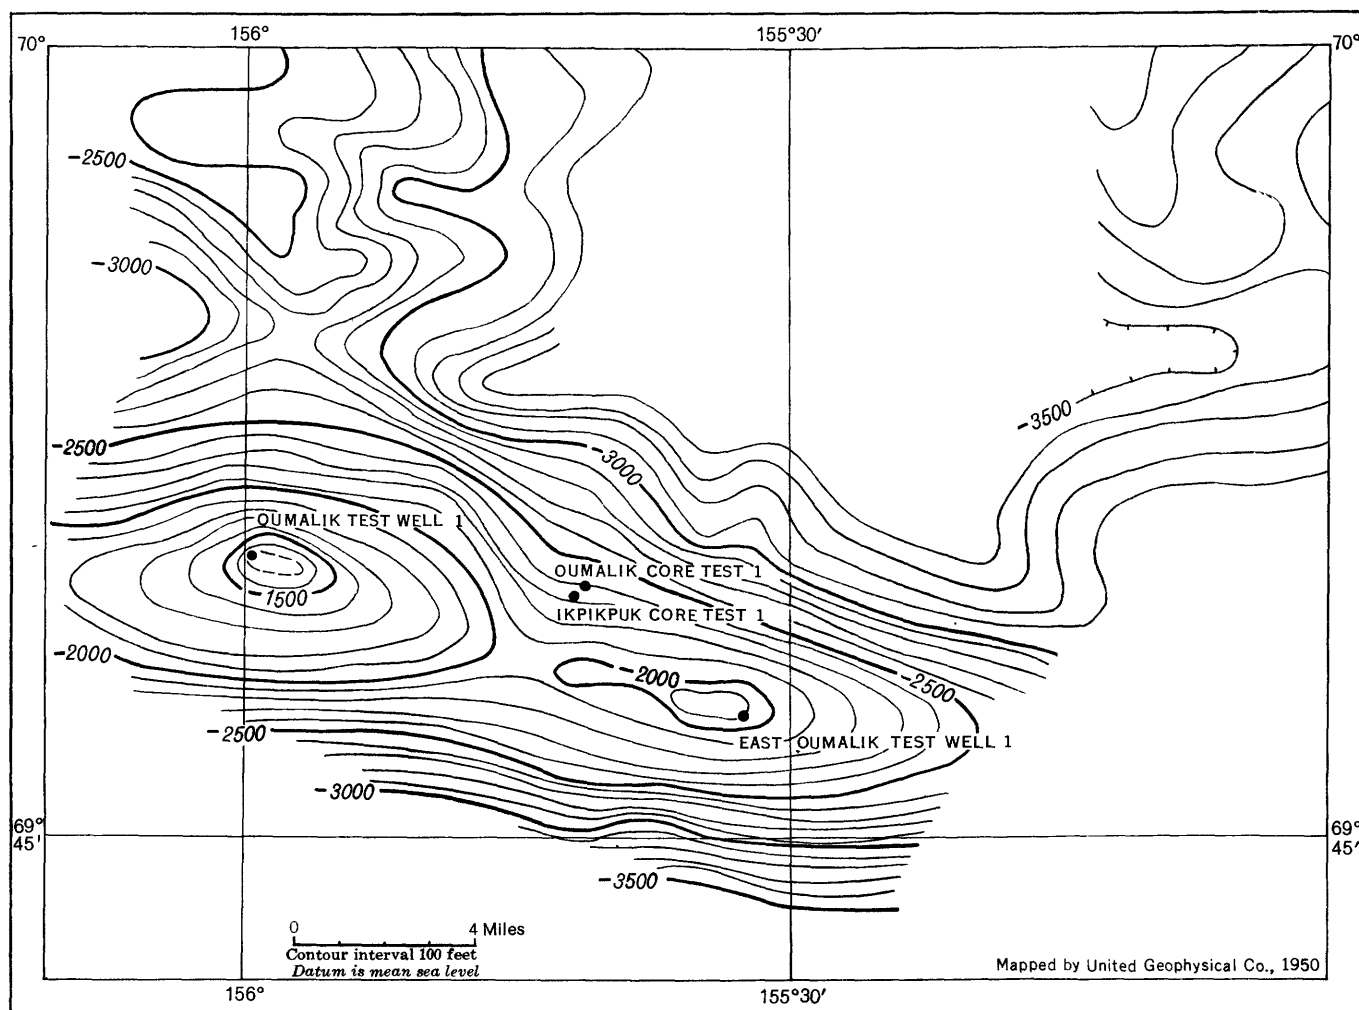 156° 155°30′
70° 70°
-2500
-3000
-3500
-2500
-3000
OUMALIK TEST WELL 1
OUMALIK CORE TEST 1
1500
IKPIKPUK CORE TEST 1
-2000
-2000
-2500
-2500
EAST OUMALIK TEST WELL 1
-3000
69° 69°
45′ 45′
-3500
0 4 Miles
Contour interval 100 feet
Datum is mean sea level
Mapped by United Geophysical Co., 1950
156° 155°30′